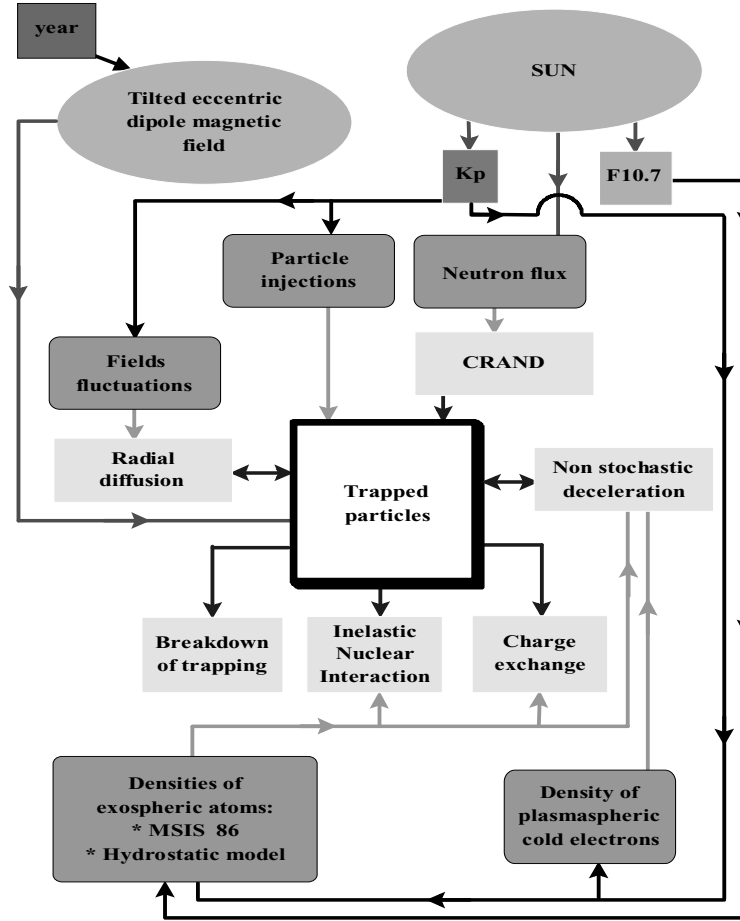 year
SUN
Tilted eccentric
dipole magnetic
field
Kp
F10.7
Particle
injections
Neutron flux
Fields
fluctuations
CRAND
Radial
diffusion
Trapped
particles
Non stochastic
deceleration
Breakdown
of trapping
Inelastic
Nuclear
Interaction
Charge
exchange
Densities of
exospheric atoms:
* MSIS 86
* Hydrostatic model
Density of
plasmaspheric
cold electrons